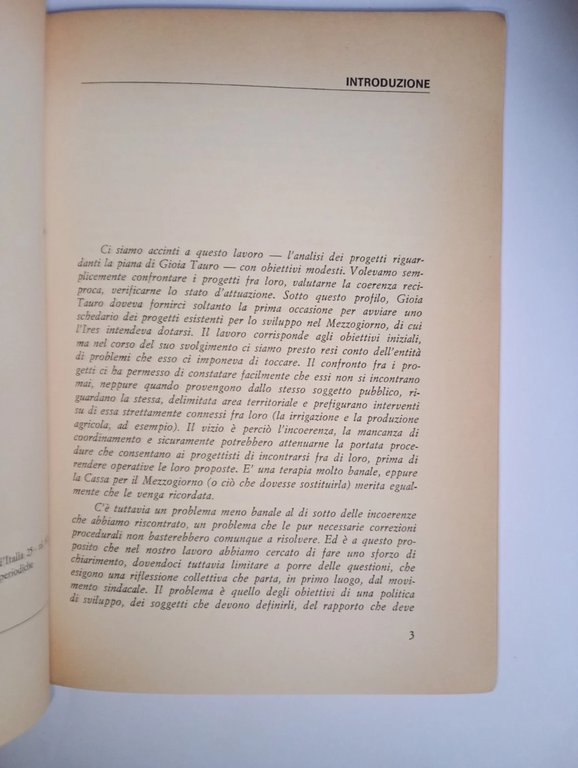 INTRODUZIONE
Ci siamo accinti a questo lavoro — l'analisi dei progetti riguar-
danti la piana di Gioia Tauro — con obiettivi modesti. Volevamo sem-
plicemente confrontare i progetti fra loro, valutarne la coerenza reci-
proca, verificarne lo stato d'attuazione. Sotto questo profilo, Gioia
Tauro doveva fornirci soltanto la prima occasione per avviare uno
schedario dei progetti esistenti per lo sviluppo nel Mezzogiorno, di cui
l'Ires intendeva dotarsi. Il lavoro corrisponde agli obiettivi iniziali,
ma nel corso del suo svolgimento ci siamo presto resi conto dell'entità
di problemi che esso ci imponeva di toccare. Il confronto fra i pro-
getti ci ha permesso di constatare facilmente che essi non si incontrano
mai, neppure quando provengono dallo stesso soggetto pubblico, ri-
guardano la stessa, delimitata area territoriale e prefigurano interventi
su di essa strettamente connessi fra loro (la irrigazione e la produzione
agricola, ad esempio). Il vizio è perciò l'incoerenza, la mancanza di
coordinamento e sicuramente potrebbero attenuarne la portata proce-
dure che consentano ai progettisti di incontrarsi fra di loro, prima di
rendere operative le loro proposte. E' una terapia molto banale, eppure
la Cassa per il Mezzogiorno (o ciò che dovesse sostituirla) merita egual-
mente che le venga ricordata.
C'è tuttavia un problema meno banale al di sotto delle incoerenze
che abbiamo riscontrato, un problema che le pur necessarie correzioni
procedurali non basterebbero comunque a risolvere. Ed è a questo pro-
posito che nel nostro lavoro abbiamo cercato di fare uno sforzo di
chiarimento, dovendoci tuttavia limitare a porre delle questioni, che
esigono una riflessione collettiva che parta, in primo luogo, dal movi-
mento sindacale. Il problema è quello degli obiettivi di una politica
di sviluppo, dei soggetti che devono definirli, del rapporto che deve
3
d'Italia 25
periodiche